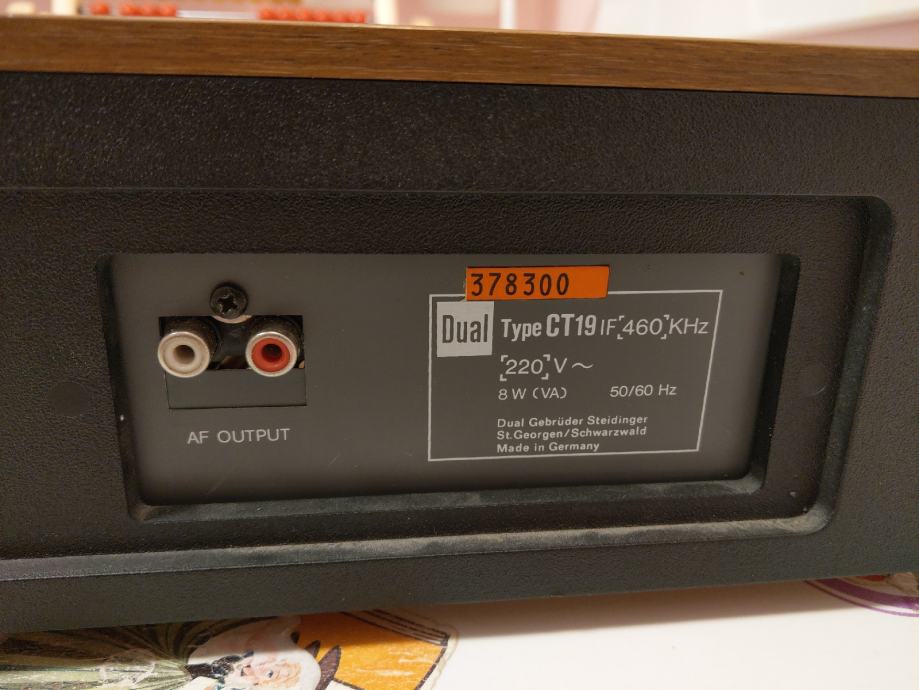 378300
Dual Type CT19 IF 460 KHz
220 V ~
8 W (VA) 50/60 Hz
Dual Gebrüder Steidinger
St.Georgen/Schwarzwald
Made in Germany
AF OUTPUT